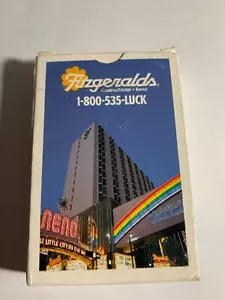 Fitzgeralds
Casino/Hotel • Reno
1-800-535-LUCK
RENO